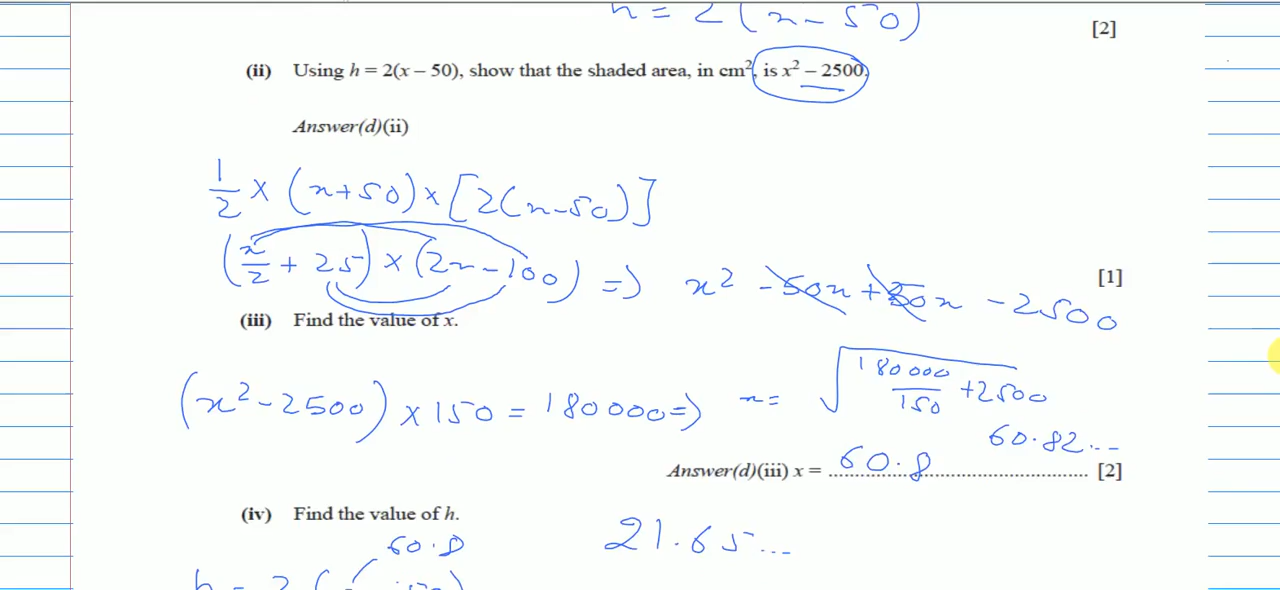 h = 2 (x - 50)
[2]
(ii) Using h = 2(x – 50), show that the shaded area, in cm², is x² – 2500.
Answer(d)(ii)
1/2 × (x+50) × [2(x-50)]
(x/2 + 25) × (2x - 100) => x² - 50x + 50x - 2500
[1]
(iii) Find the value of x.
(x² - 2500) × 150 = 180000 => x = √(180000/150 + 2500)
60.82...
Answer(d)(iii) x = 60.8 [2]
(iv) Find the value of h.
60.8
21.65...
h = 2 (